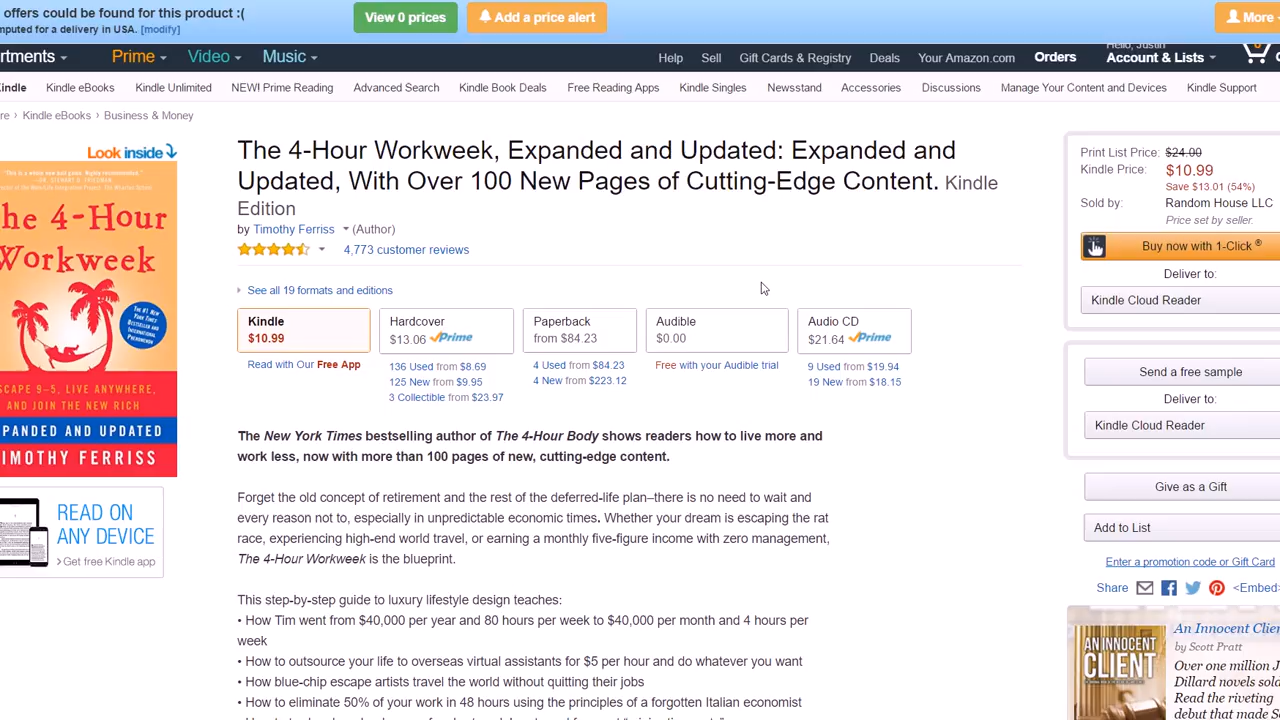 offers could be found for this product :(
View 0 prices
Add a price alert
More
mputed for a delivery in USA. [modify]
rtments
Prime
Video
Music
Help
Sell
Gift Cards & Registry
Deals
Your Amazon.com
Orders
Hello, Justin
Account & Lists
0
indle
Kindle eBooks
Kindle Unlimited
NEW! Prime Reading
Advanced Search
Kindle Book Deals
Free Reading Apps
Kindle Singles
Newsstand
Accessories
Discussions
Manage Your Content and Devices
Kindle Support
re › Kindle eBooks › Business & Money
Look inside
The 4-Hour Workweek, Expanded and Updated: Expanded and
Updated, With Over 100 New Pages of Cutting-Edge Content. Kindle
Edition
by Timothy Ferriss (Author)
4,773 customer reviews
See all 19 formats and editions
Kindle
$10.99
Read with Our Free App
Hardcover
$13.06 Prime
136 Used from $8.69
125 New from $9.95
3 Collectible from $23.97
Paperback
from $84.23
4 Used from $84.23
4 New from $223.12
Audible
$0.00
Free with your Audible trial
Audio CD
$21.64 Prime
9 Used from $19.94
19 New from $18.15
he 4-Hour
Workweek
THE #1 NEW
YORK TIMES
BESTSELLER AND
INTERNATIONAL
PHENOMENON
SCAPE 9–5, LIVE ANYWHERE,
AND JOIN THE NEW RICH
PANDED AND UPDATED
IMOTHY FERRISS
READ ON
ANY DEVICE
› Get free Kindle app
The New York Times bestselling author of The 4-Hour Body shows readers how to live more and
work less, now with more than 100 pages of new, cutting-edge content.
Forget the old concept of retirement and the rest of the deferred-life plan–there is no need to wait and
every reason not to, especially in unpredictable economic times. Whether your dream is escaping the rat
race, experiencing high-end world travel, or earning a monthly five-figure income with zero management,
The 4-Hour Workweek is the blueprint.
This step-by-step guide to luxury lifestyle design teaches:
• How Tim went from $40,000 per year and 80 hours per week to $40,000 per month and 4 hours per
week
• How to outsource your life to overseas virtual assistants for $5 per hour and do whatever you want
• How blue-chip escape artists travel the world without quitting their jobs
• How to eliminate 50% of your work in 48 hours using the principles of a forgotten Italian economist
Print List Price: $24.00
Kindle Price: $10.99
Save $13.01 (54%)
Sold by: Random House LLC
Price set by seller.
Buy now with 1-Click ®
Deliver to:
Kindle Cloud Reader
Send a free sample
Deliver to:
Kindle Cloud Reader
Give as a Gift
Add to List
Enter a promotion code or Gift Card
Share
<Embed>
AN
INNOCENT
CLIENT
An Innocent Clien
by Scott Pratt
Over one million J
Dillard novels sold
Read the riveting
debut that made S